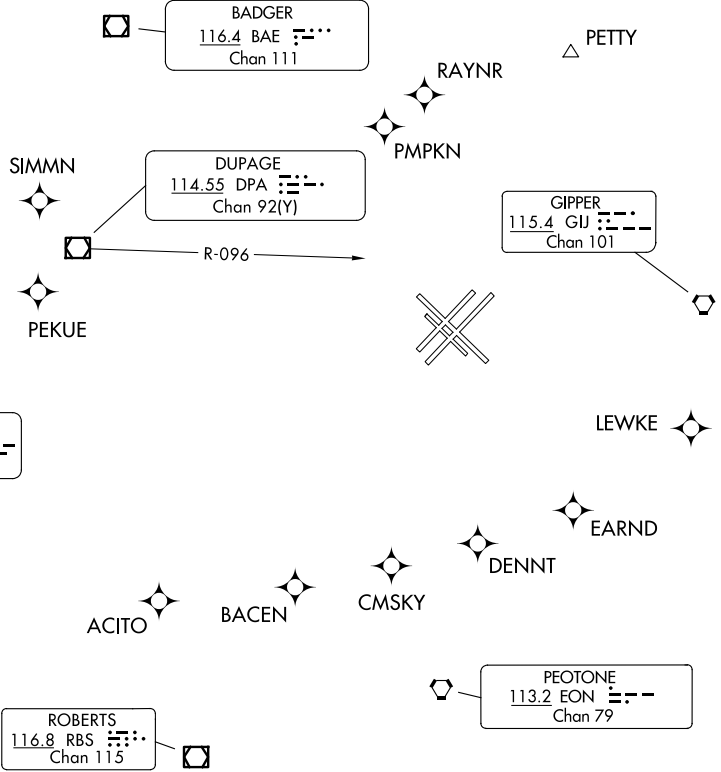 BADGER
116.4 BAE
Chan 111
PETTY
RAYNR
PMPKN
SIMMN
DUPAGE
114.55 DPA
Chan 92(Y)
GIPPER
115.4 GIJ
Chan 101
R-096
PEKUE
LEWKE
EARND
DENNT
CMSKY
BACEN
ACITO
PEOTONE
113.2 EON
Chan 79
ROBERTS
116.8 RBS
Chan 115